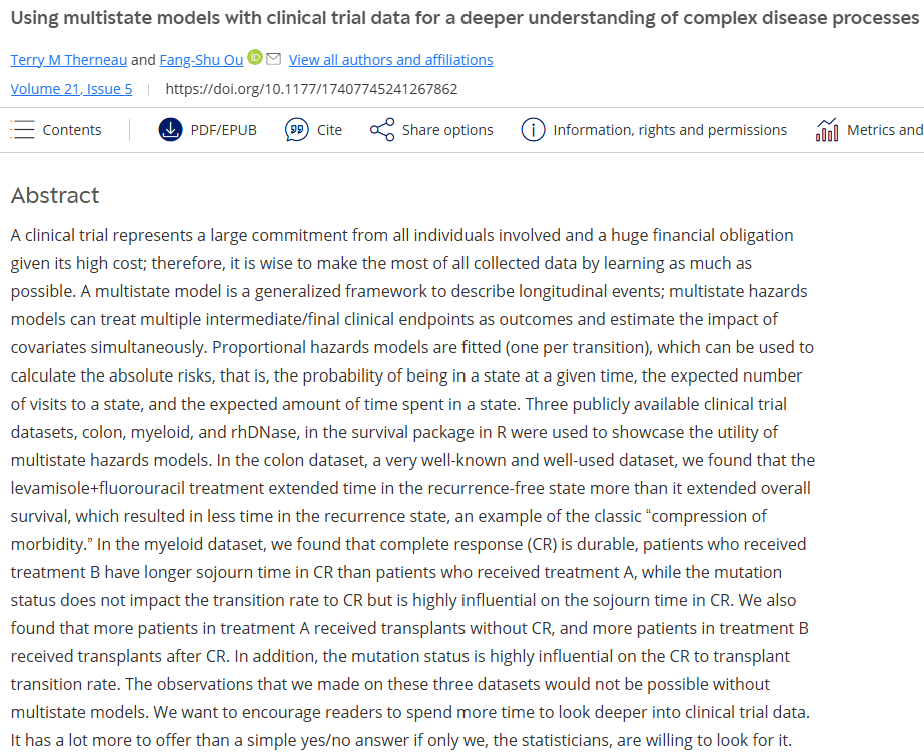 Using multistate models with clinical trial data for a deeper understanding of complex disease processes
Terry M Therneau and Fang-Shu Ou iD View all authors and affiliations
Volume 21, Issue 5 | https://doi.org/10.1177/17407745241267862
Contents PDF/EPUB Cite Share options Information, rights and permissions Metrics and
Abstract
A clinical trial represents a large commitment from all individuals involved and a huge financial obligation
given its high cost; therefore, it is wise to make the most of all collected data by learning as much as
possible. A multistate model is a generalized framework to describe longitudinal events; multistate hazards
models can treat multiple intermediate/final clinical endpoints as outcomes and estimate the impact of
covariates simultaneously. Proportional hazards models are fitted (one per transition), which can be used to
calculate the absolute risks, that is, the probability of being in a state at a given time, the expected number
of visits to a state, and the expected amount of time spent in a state. Three publicly available clinical trial
datasets, colon, myeloid, and rhDNase, in the survival package in R were used to showcase the utility of
multistate hazards models. In the colon dataset, a very well-known and well-used dataset, we found that the
levamisole+fluorouracil treatment extended time in the recurrence-free state more than it extended overall
survival, which resulted in less time in the recurrence state, an example of the classic “compression of
morbidity.” In the myeloid dataset, we found that complete response (CR) is durable, patients who received
treatment B have longer sojourn time in CR than patients who received treatment A, while the mutation
status does not impact the transition rate to CR but is highly influential on the sojourn time in CR. We also
found that more patients in treatment A received transplants without CR, and more patients in treatment B
received transplants after CR. In addition, the mutation status is highly influential on the CR to transplant
transition rate. The observations that we made on these three datasets would not be possible without
multistate models. We want to encourage readers to spend more time to look deeper into clinical trial data.
It has a lot more to offer than a simple yes/no answer if only we, the statisticians, are willing to look for it.